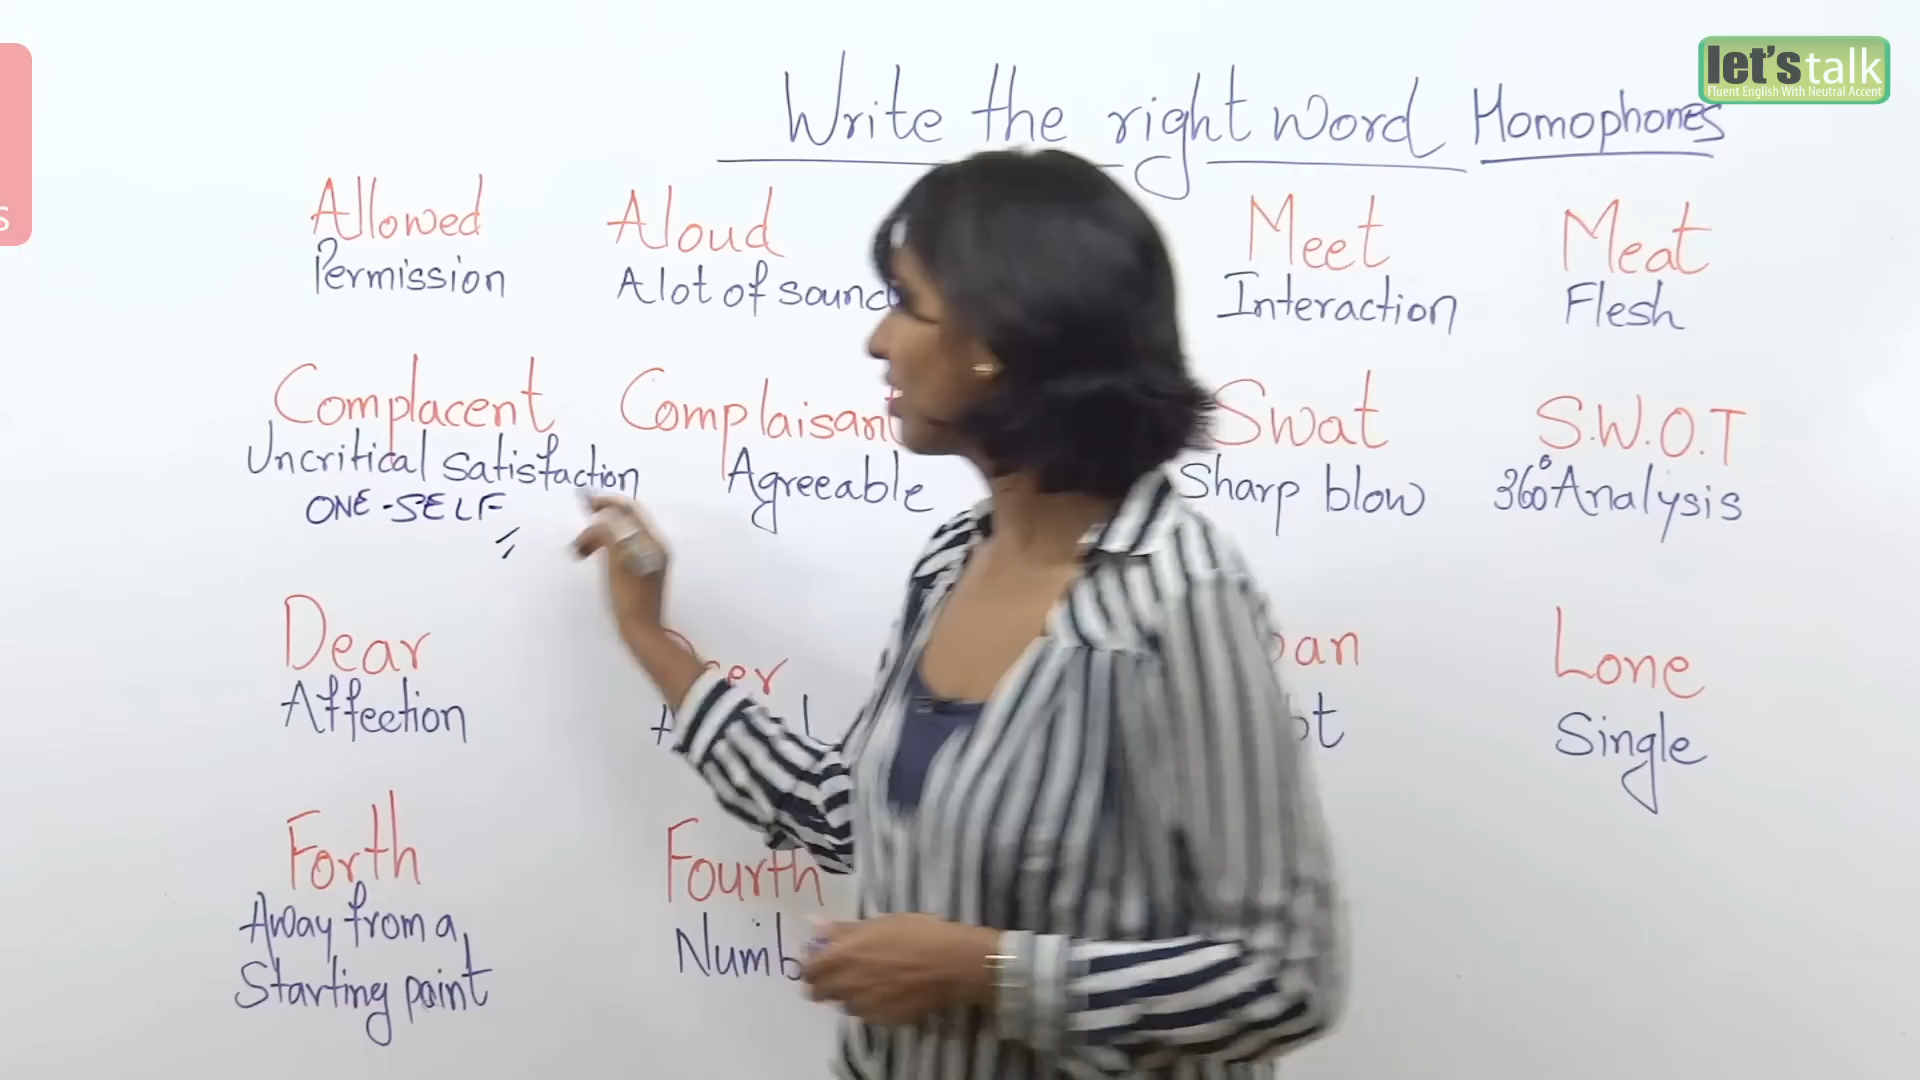 let's talk
Fluent English With Neutral Accent
Write the right word Homophones
Allowed Aloud Meet Meat
Permission A lot of sound Interaction Flesh
Complacent Complaisant Swat S.W.O.T
Uncritical satisfaction Agreeable Sharp blow 360° Analysis
ONE-SELF
Dear Lone
Affection Single
Forth Fourth
Away from a Numb
Starting point